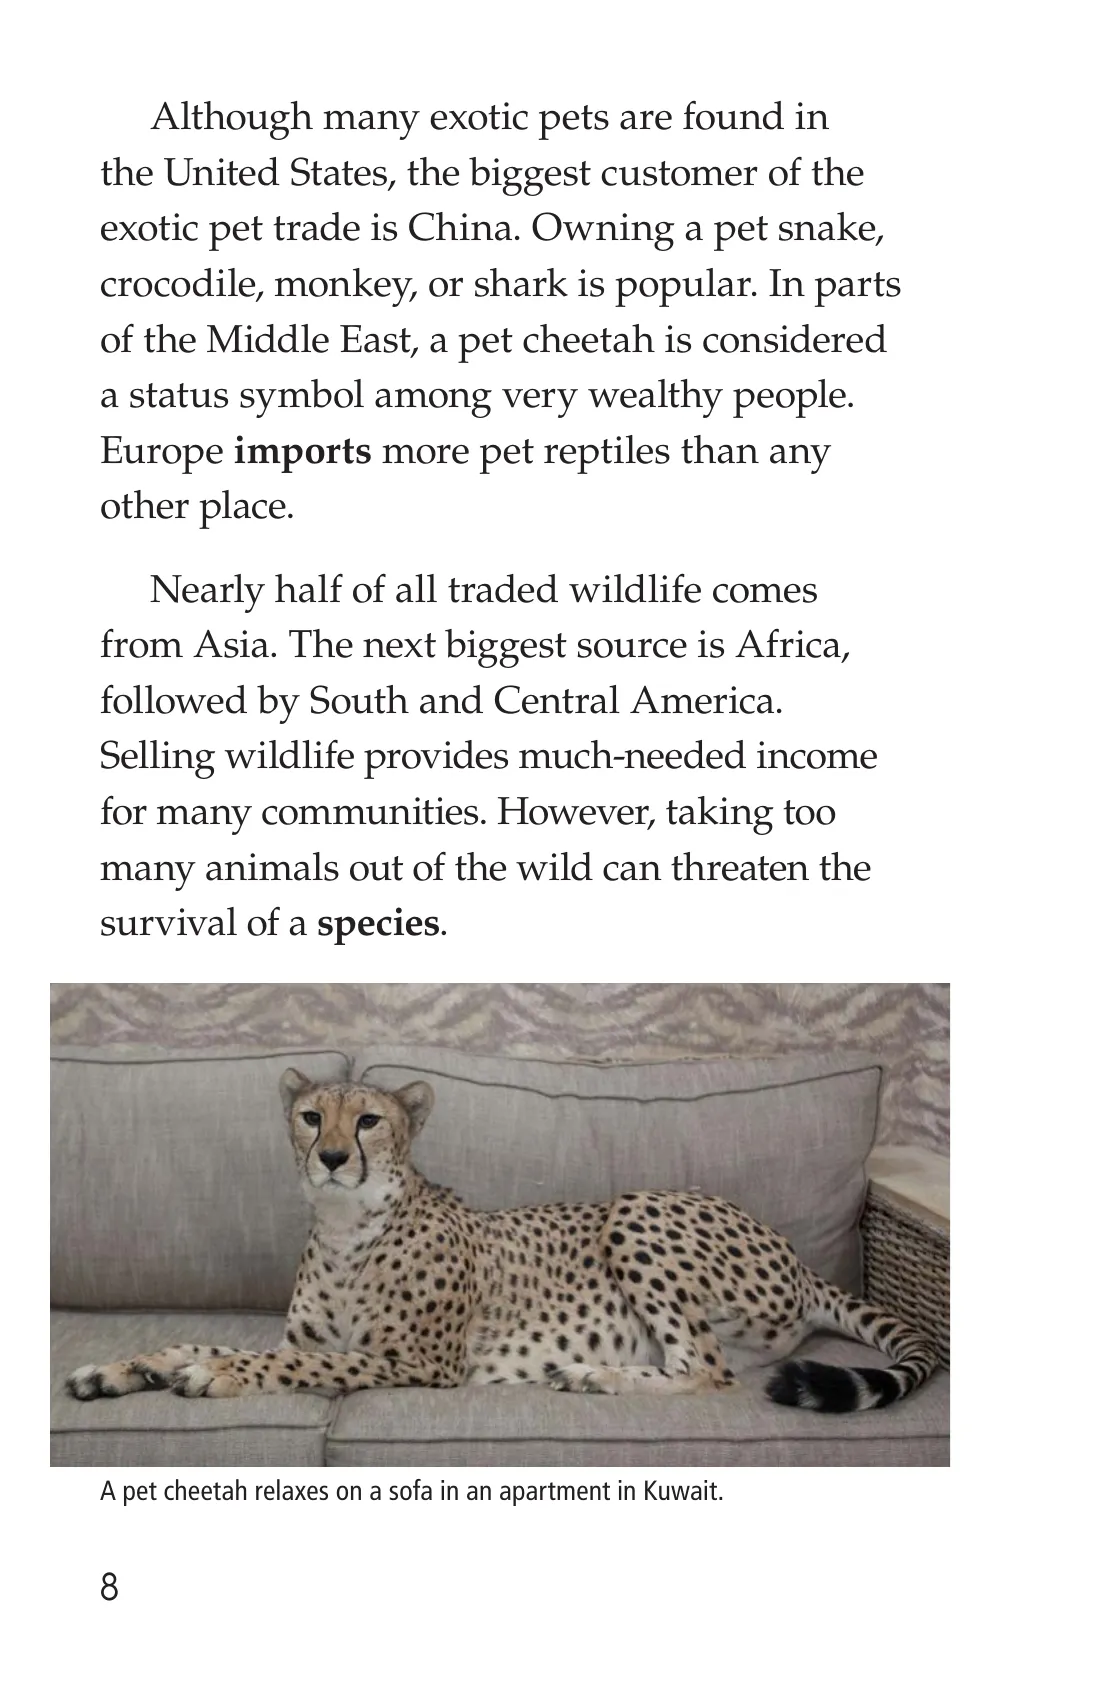 Although many exotic pets are found in
the United States, the biggest customer of the
exotic pet trade is China. Owning a pet snake,
crocodile, monkey, or shark is popular. In parts
of the Middle East, a pet cheetah is considered
a status symbol among very wealthy people.
Europe imports more pet reptiles than any
other place.
Nearly half of all traded wildlife comes
from Asia. The next biggest source is Africa,
followed by South and Central America.
Selling wildlife provides much-needed income
for many communities. However, taking too
many animals out of the wild can threaten the
survival of a species.
A pet cheetah relaxes on a sofa in an apartment in Kuwait.
8